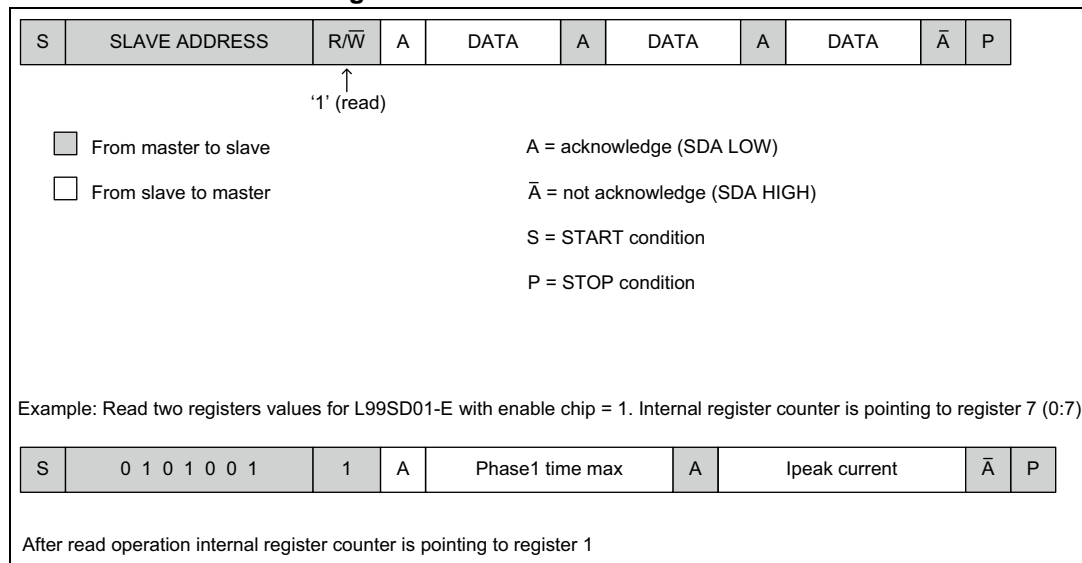 S SLAVE ADDRESS R/W̅ A DATA A DATA A DATA A̅ P
‘1’ (read)
From master to slave
A = acknowledge (SDA LOW)
From slave to master
A̅ = not acknowledge (SDA HIGH)
S = START condition
P = STOP condition
Example: Read two registers values for L99SD01-E with enable chip = 1. Internal register counter is pointing to register 7 (0:7)
S 0 1 0 1 0 0 1 1 A Phase1 time max A Ipeak current A̅ P
After read operation internal register counter is pointing to register 1